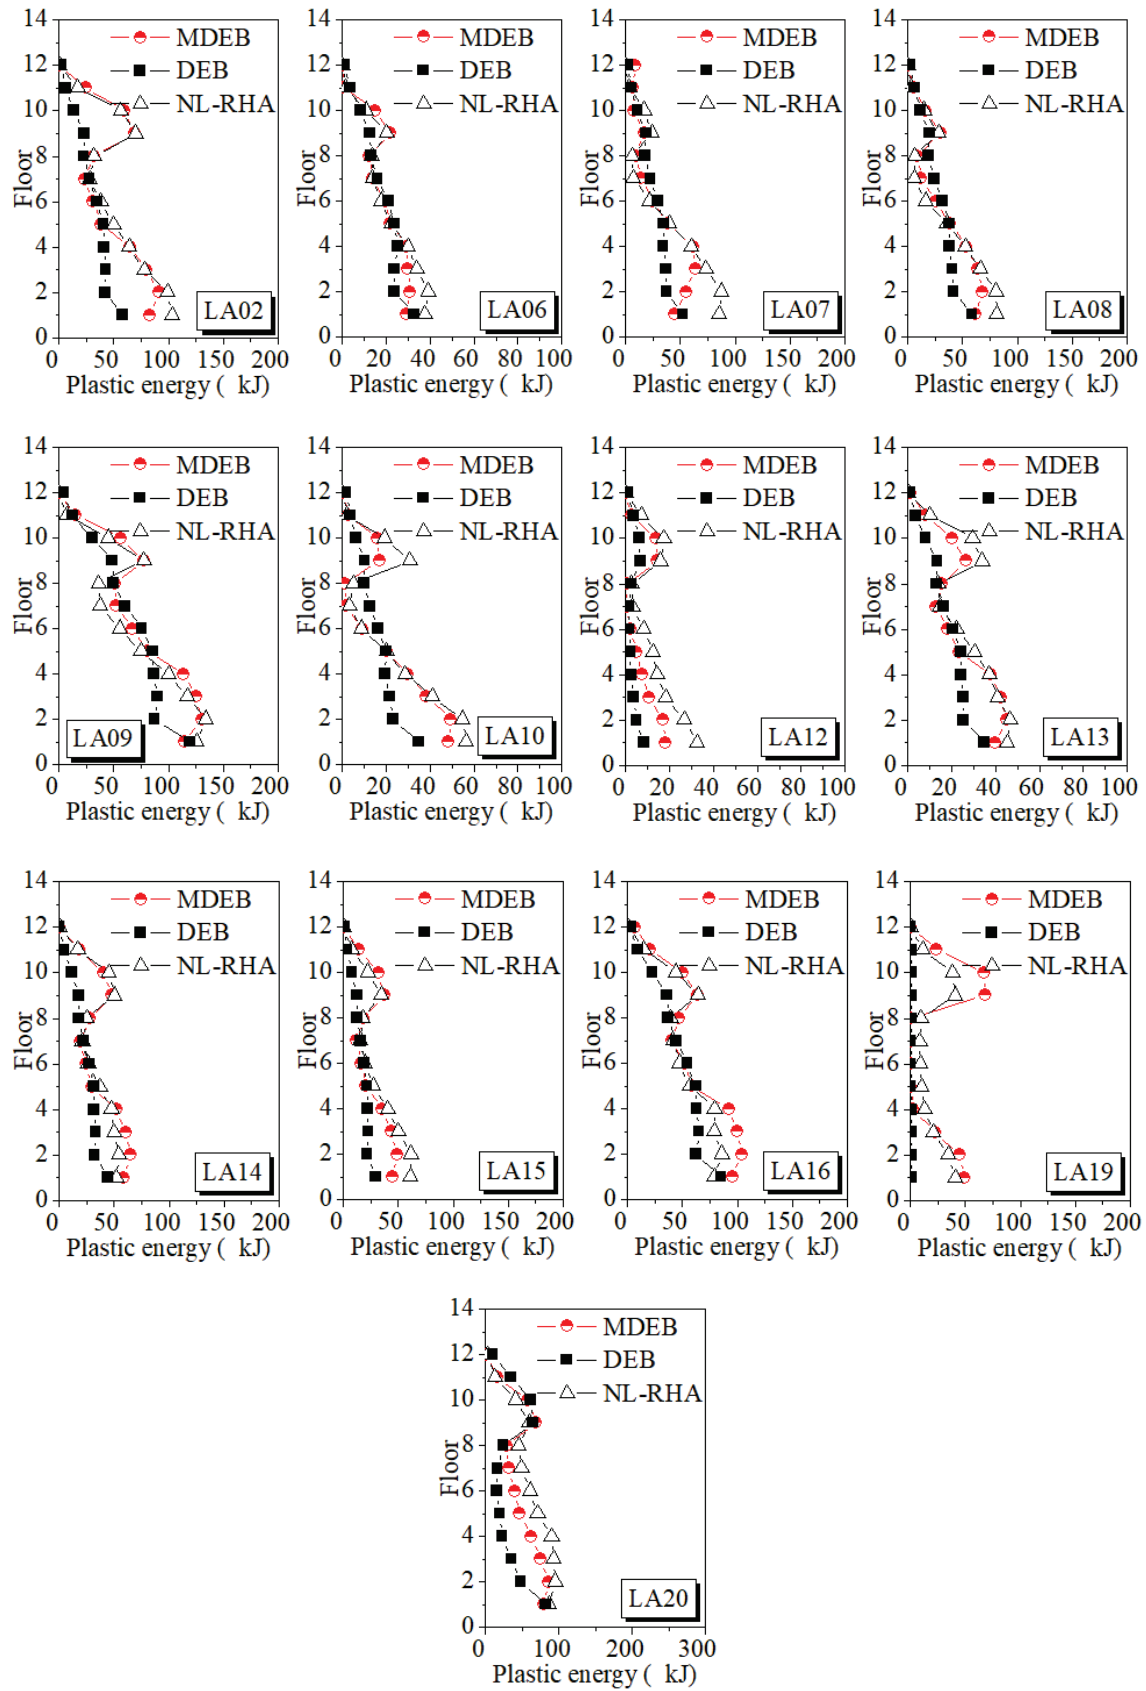 14
12
10
8
6
4
2
0
Floor
MDEB
DEB
NL-RHA
LA02
0 50 100 150 200
Plastic energy ( kJ)
14
12
10
8
6
4
2
0
Floor
MDEB
DEB
NL-RHA
LA06
0 20 40 60 80 100
Plastic energy ( kJ)
14
12
10
8
6
4
2
0
Floor
MDEB
DEB
NL-RHA
LA07
0 50 100 150 200
Plastic energy ( kJ)
14
12
10
8
6
4
2
0
Floor
MDEB
DEB
NL-RHA
LA08
0 50 100 150 200
Plastic energy ( kJ)
14
12
10
8
6
4
2
0
Floor
MDEB
DEB
NL-RHA
LA09
0 50 100 150 200
Plastic energy ( kJ)
14
12
10
8
6
4
2
0
Floor
MDEB
DEB
NL-RHA
LA10
0 20 40 60 80 100
Plastic energy ( kJ)
14
12
10
8
6
4
2
0
Floor
MDEB
DEB
NL-RHA
LA12
0 20 40 60 80 100
Plastic energy ( kJ)
14
12
10
8
6
4
2
0
Floor
MDEB
DEB
NL-RHA
LA13
0 20 40 60 80 100
Plastic energy ( kJ)
14
12
10
8
6
4
2
0
Floor
MDEB
DEB
NL-RHA
LA14
0 50 100 150 200
Plastic energy ( kJ)
14
12
10
8
6
4
2
0
Floor
MDEB
DEB
NL-RHA
LA15
0 50 100 150 200
Plastic energy ( kJ)
14
12
10
8
6
4
2
0
Floor
MDEB
DEB
NL-RHA
LA16
0 50 100 150 200
Plastic energy ( kJ)
14
12
10
8
6
4
2
0
Floor
MDEB
DEB
NL-RHA
LA19
0 50 100 150 200
Plastic energy ( kJ)
14
12
10
8
6
4
2
0
Floor
MDEB
DEB
NL-RHA
LA20
0 100 200 300
Plastic energy ( kJ)